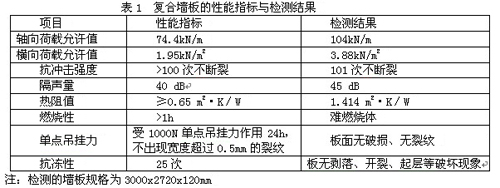 表 1 复合墙板的性能指标与检测结果
项目 性能指标 检测结果
轴向荷载允许值 74.4kN/m 104kN/m
横向荷载允许值 1.95kN/m² 3.88kN/m²
抗冲击强度 >100 次不断裂 101 次不断裂
隔声量 40 dB 45 dB
热阻值 ≥0.65 m²·K/W 1.414 m²·K/W
燃烧性 >1h 难燃烧体
单点吊挂力 受 1000N 单点吊挂力作用 24h, 板面无破损、无裂纹
不出现宽度超过 0.5mm 的裂纹
抗冻性 25 次 板无剥落、开裂、起层等破坏现象
注：检测的墙板规格为 3000x2720x120mm